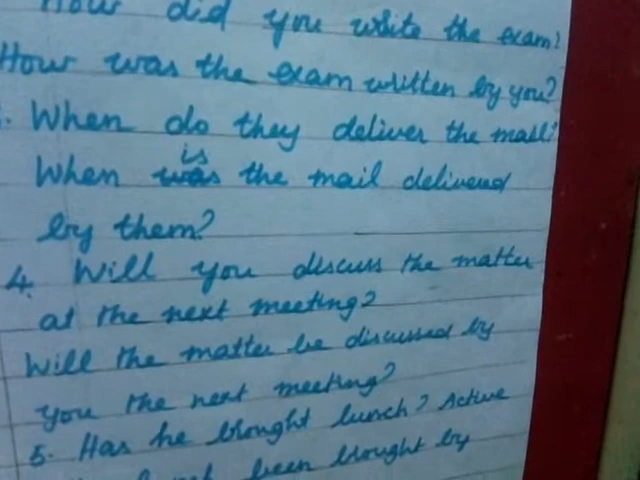 How did you write the exam?
How was the exam written by you?
. When do they deliver the mail?
is
When was the mail delivered
by them?
4. Will you discuss the matter
at the next meeting?
Will the matter be discussed by
you the next meeting?
5. Has he brought lunch? Active
been brought by